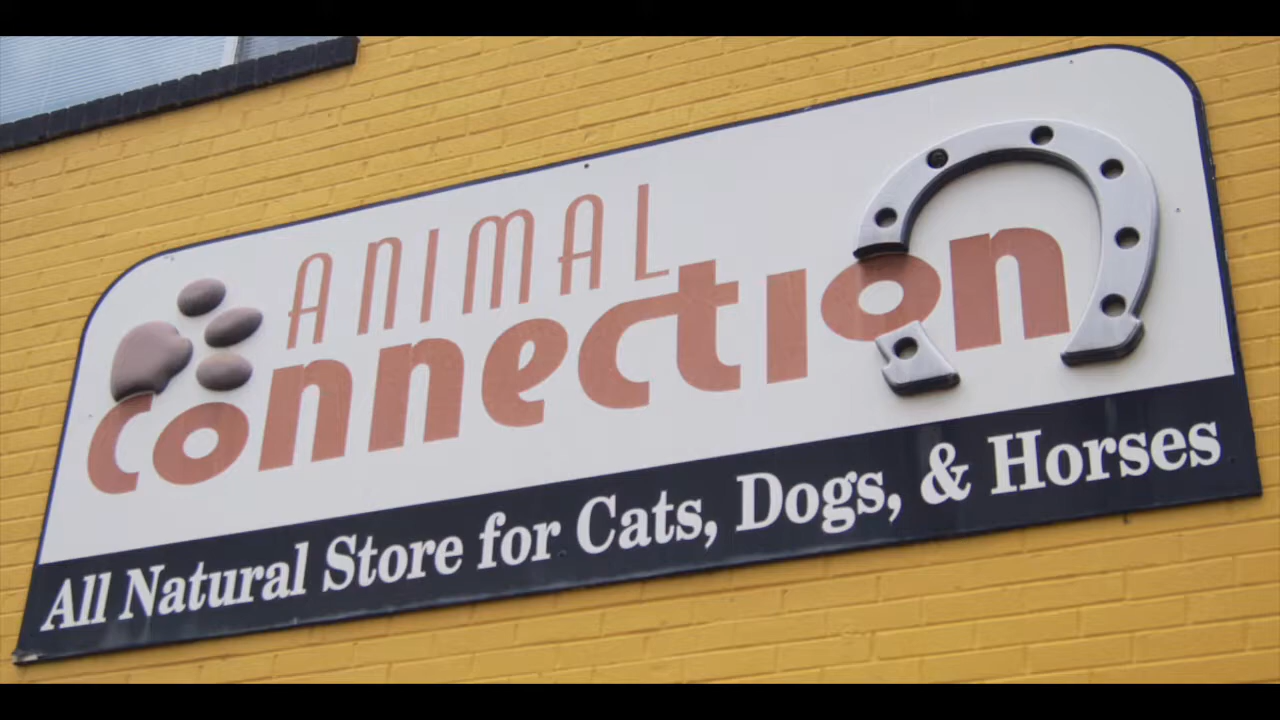 ANIMAL
connection
All Natural Store for Cats, Dogs, & Horses